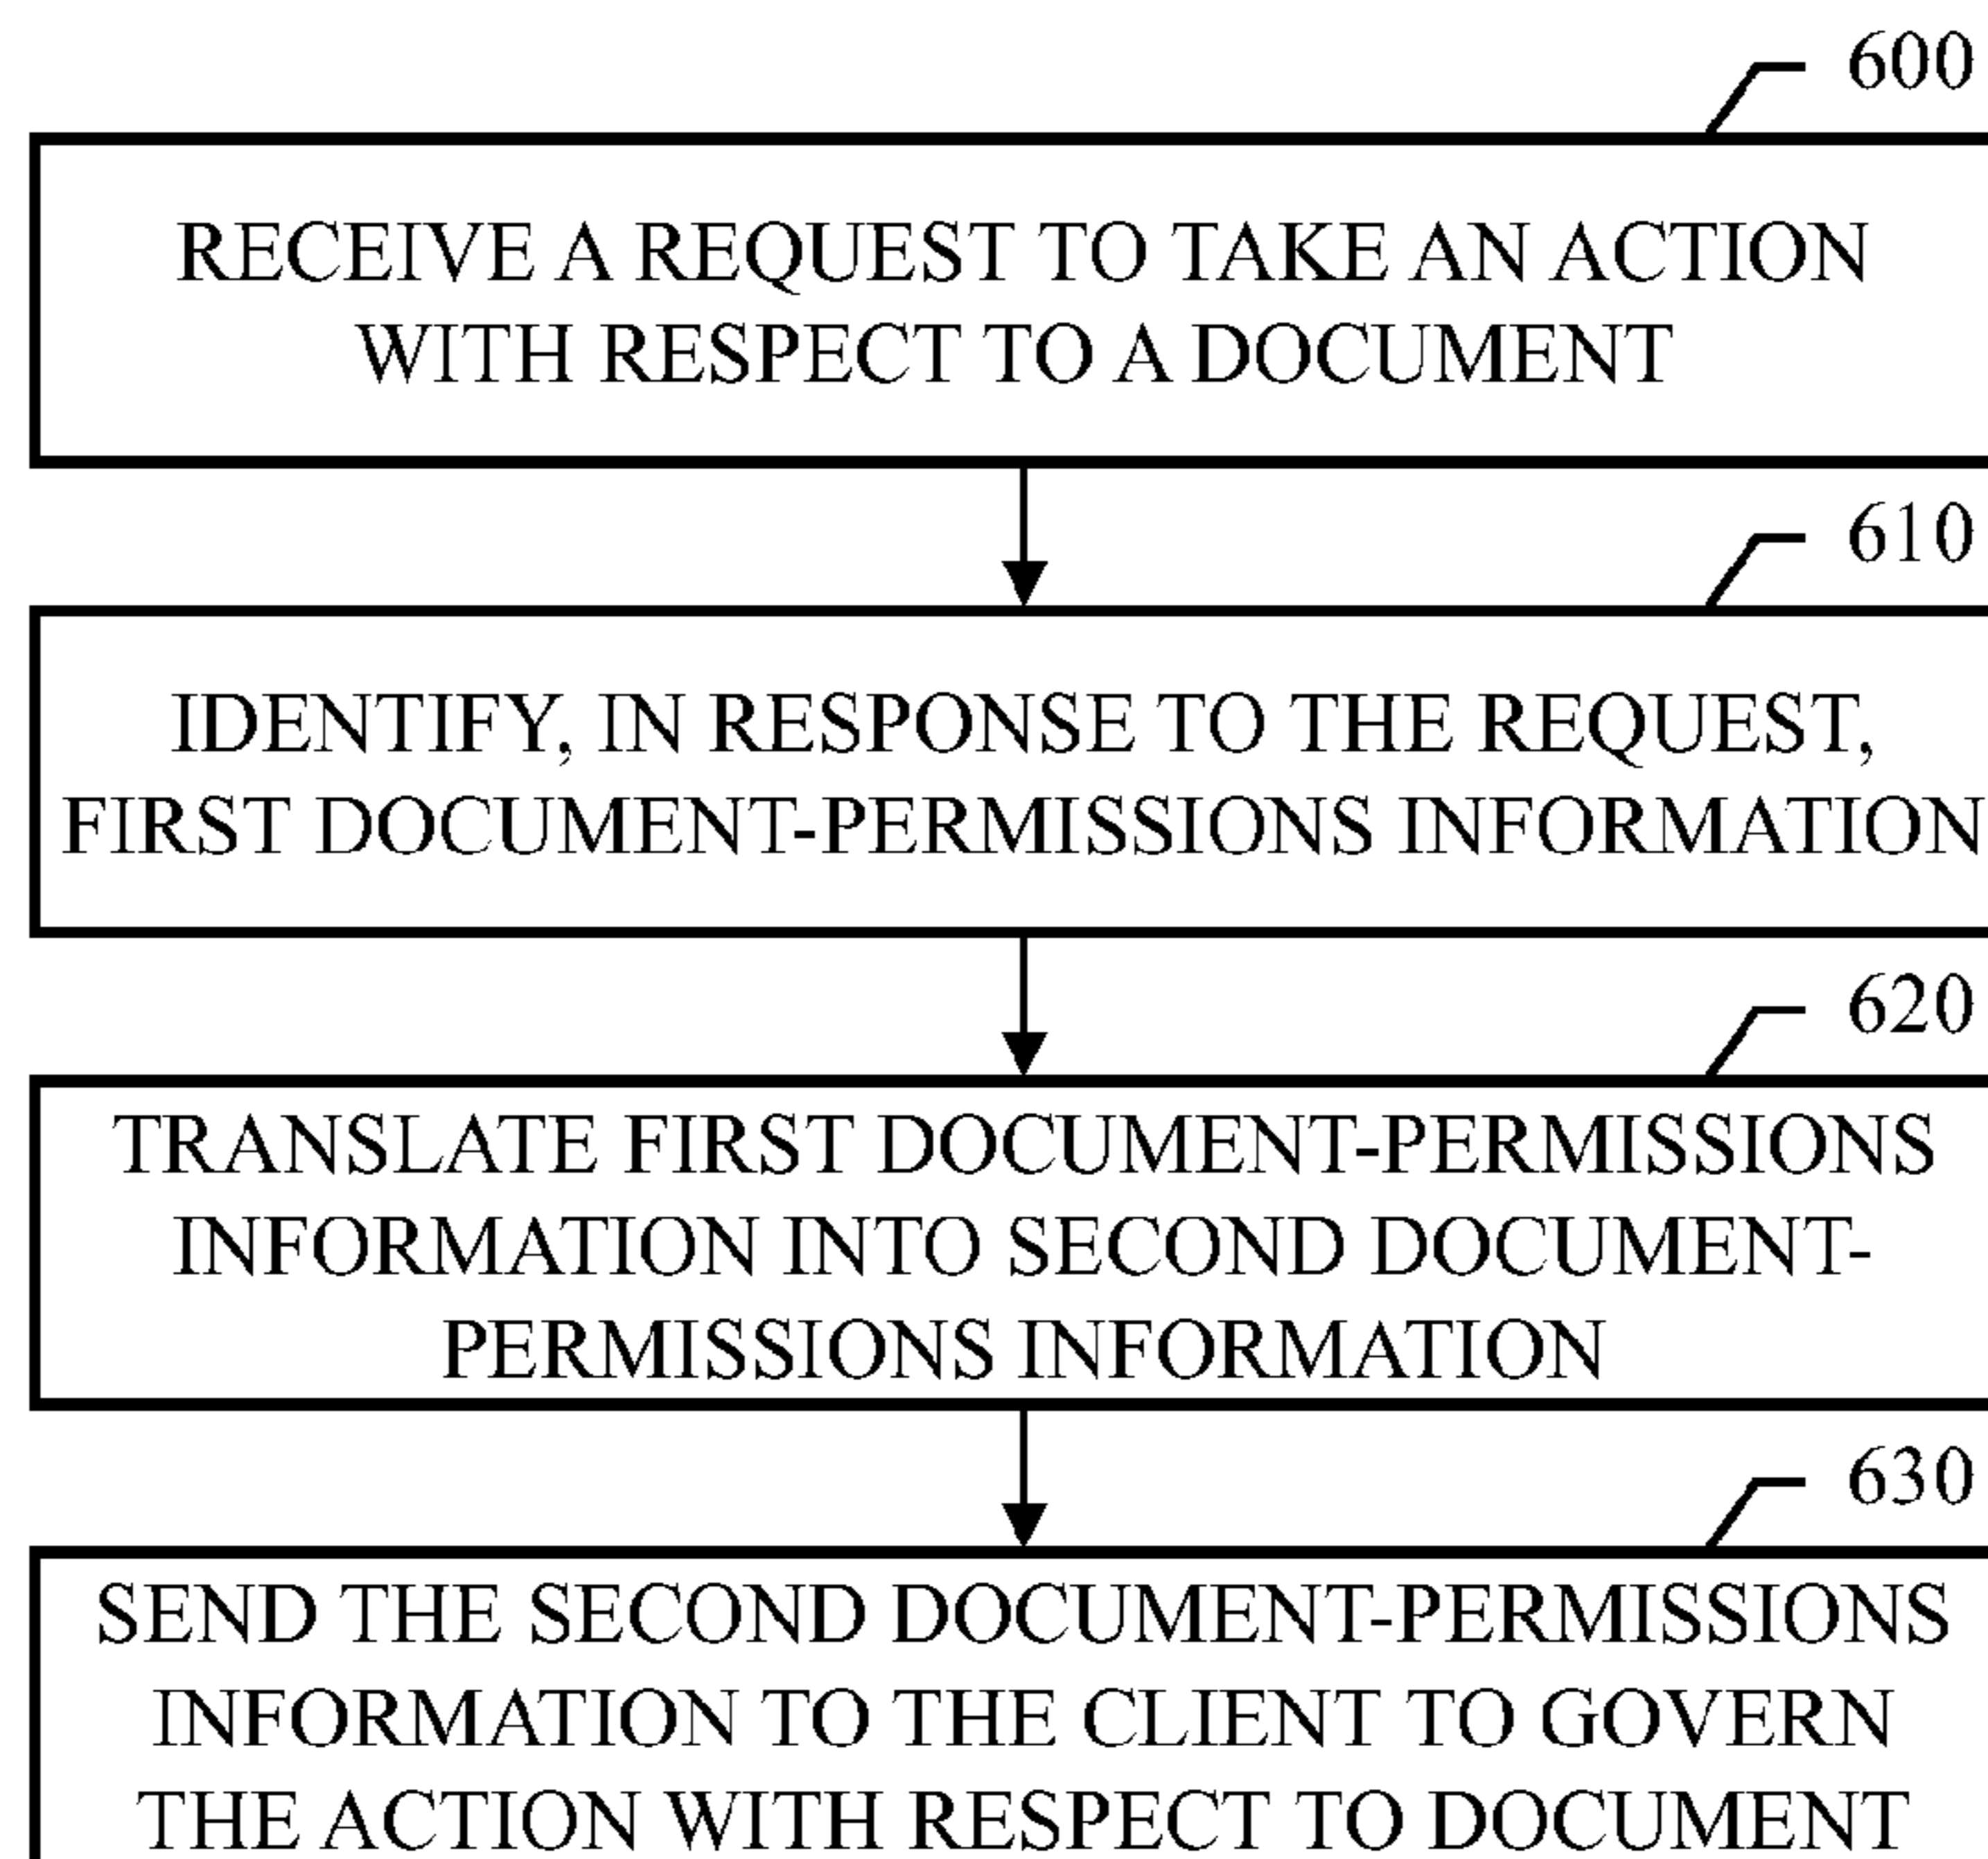 600
RECEIVE A REQUEST TO TAKE AN ACTION
WITH RESPECT TO A DOCUMENT
610
IDENTIFY, IN RESPONSE TO THE REQUEST,
FIRST DOCUMENT-PERMISSIONS INFORMATION
620
TRANSLATE FIRST DOCUMENT-PERMISSIONS
INFORMATION INTO SECOND DOCUMENT-
PERMISSIONS INFORMATION
630
SEND THE SECOND DOCUMENT-PERMISSIONS
INFORMATION TO THE CLIENT TO GOVERN
THE ACTION WITH RESPECT TO DOCUMENT